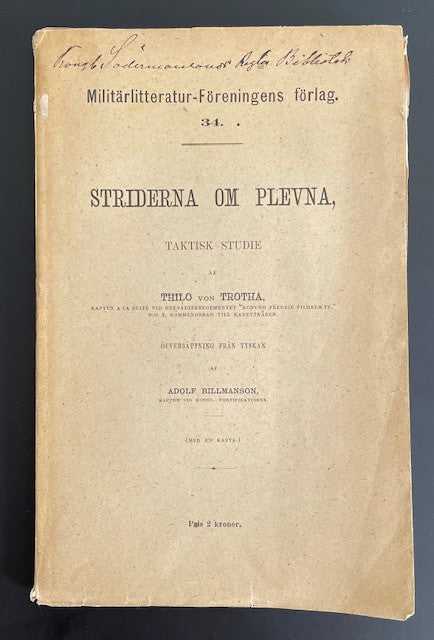 Kongl Södermanlands Regtes Bibliotek
Militärlitteratur-Föreningens förlag.
34.
STRIDERNA OM PLEVNA,
TAKTISK STUDIE
AF
THILO VON TROTHA,
KAPTEN A LA SUITE VID GRENADIERREGEMENTET "KONUNG FREDRIK VILHELM IV."
N:O 2, KOMMENDERAD TILL KADETTKÅREN.
ÖFVERSÄTTNING FRÅN TYSKAN
AF
ADOLF BILLMANSON,
KAPTEN VID KONGL. FORTIFIKATIONEN.
(MED EN KARTA.)
Pris 2 kronor.